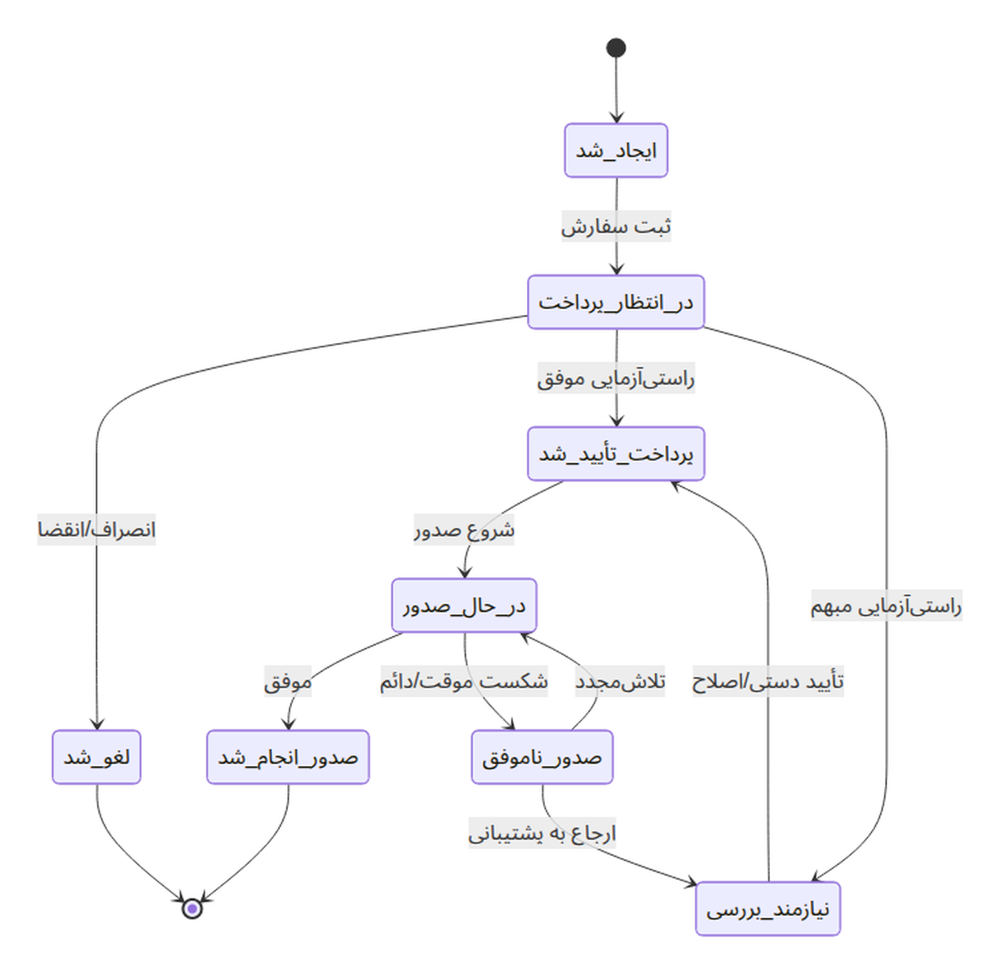 ایجاد_شد
ثبت سفارش
در_انتظار_پرداخت
راستی‌آزمایی موفق
پرداخت_تأیید_شد
شروع صدور
انصراف/انقضا
در_حال_صدور
راستی‌آزمایی مبهم
تأیید دستی/اصلاح
تلاش‌مجدد
شکست موقت/دائم
موفق
صدور_ناموفق
صدور_انجام_شد
لغو_شد
ارجاع به پشتیبانی
نیازمند_بررسی